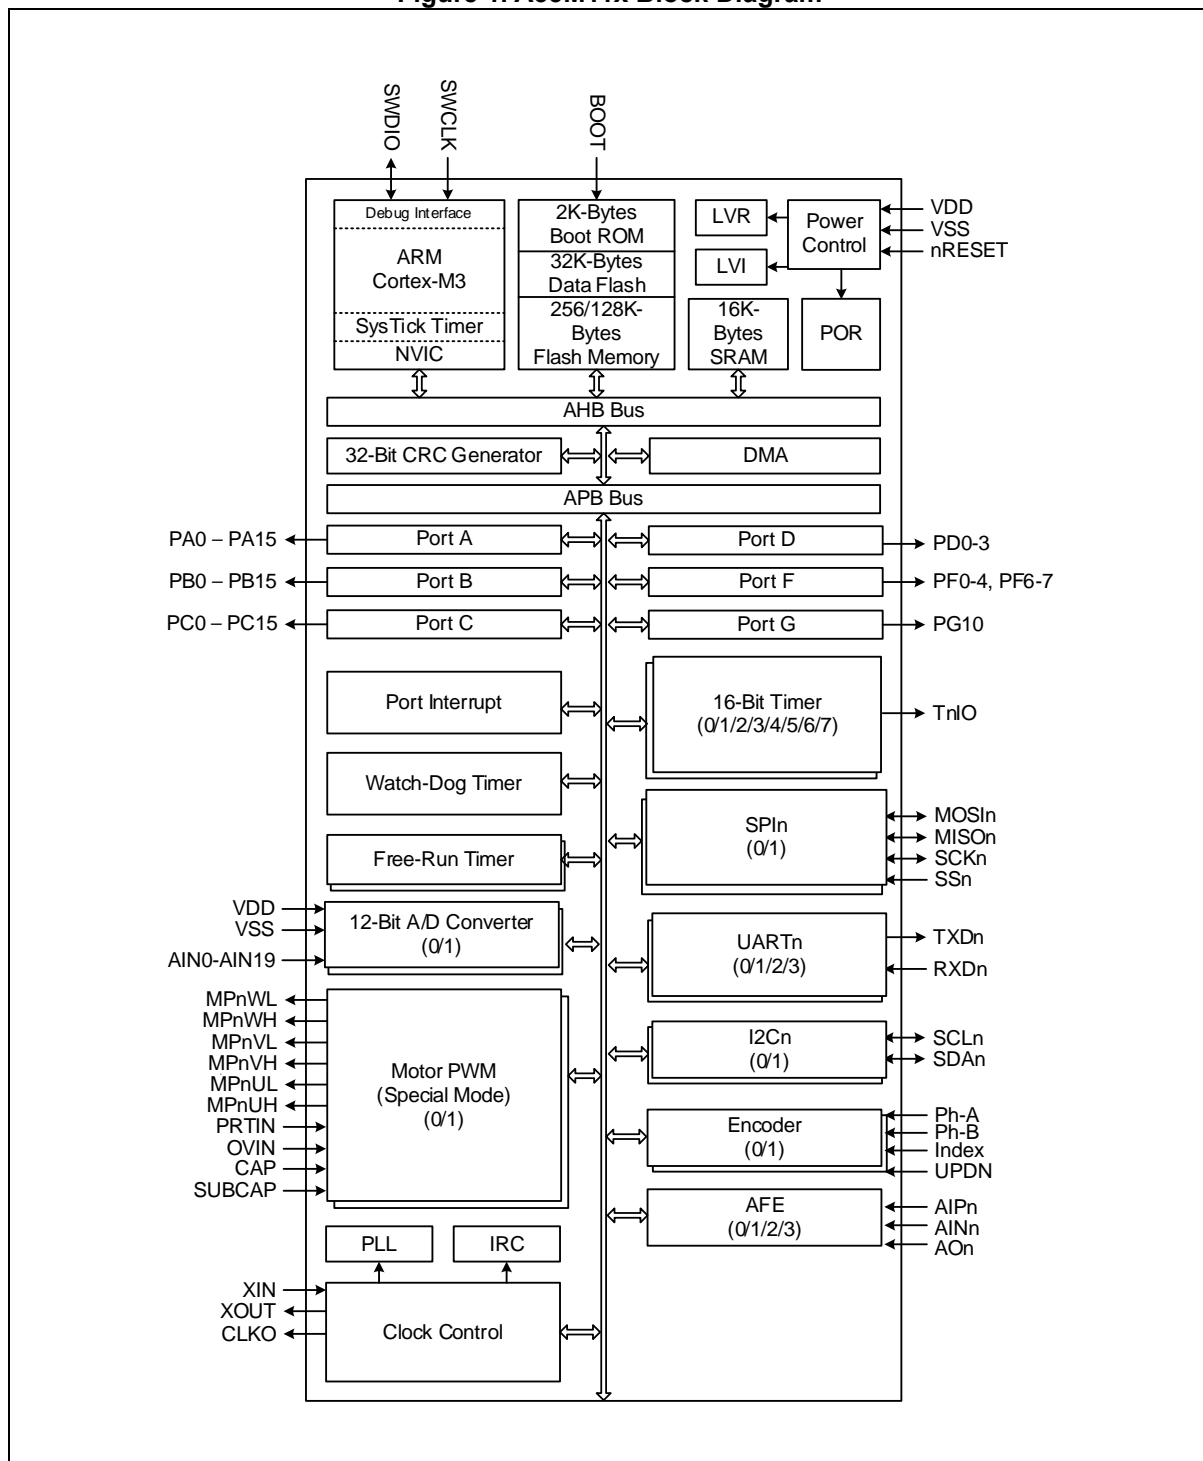 SWDIO
SWCLK
BOOT
Debug Interface
ARM
Cortex-M3
SysTick Timer
NVIC
2K-Bytes
Boot ROM
32K-Bytes
Data Flash
256/128K-
Bytes
Flash Memory
LVR
LVI
Power
Control
VDD
VSS
nRESET
16K-
Bytes
SRAM
POR
AHB Bus
32-Bit CRC Generator
DMA
APB Bus
PA0 – PA15
Port A
Port D
PD0-3
PB0 – PB15
Port B
Port F
PF0-4, PF6-7
PC0 – PC15
Port C
Port G
PG10
Port Interrupt
16-Bit Timer
(0/1/2/3/4/5/6/7)
TnIO
Watch-Dog Timer
SPIn
(0/1)
MOSIn
MISOn
SCKn
SSn
Free-Run Timer
VDD
VSS
AIN0-AIN19
12-Bit A/D Converter
(0/1)
UARTn
(0/1/2/3)
TXDn
RXDn
MPnWL
MPnWH
MPnVL
MPnVH
MPnUL
MPnUH
PRTIN
OVIN
CAP
SUBCAP
Motor PWM
(Special Mode)
(0/1)
I2Cn
(0/1)
SCLn
SDAn
Encoder
(0/1)
Ph-A
Ph-B
Index
UPDN
AFE
(0/1/2/3)
AIPn
AINn
AOn
PLL
IRC
XIN
XOUT
CLKO
Clock Control